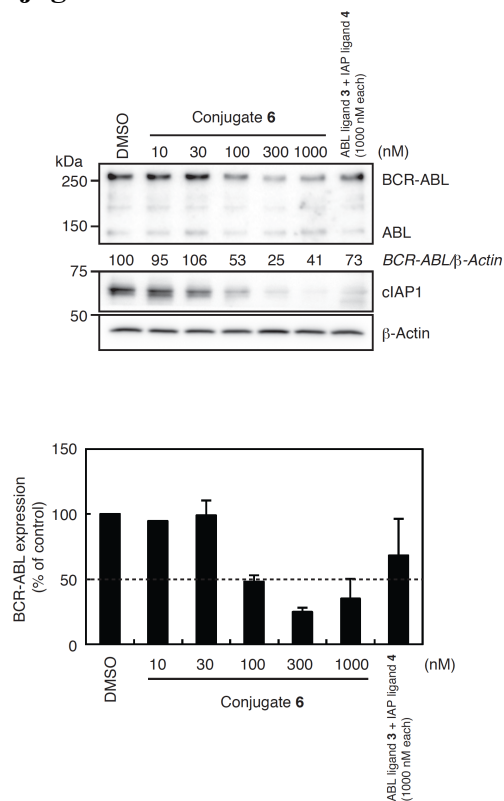 DMSO
Conjugate 6
ABL ligand 3 + IAP ligand 4
(1000 nM each)
kDa
10 30 100 300 1000 (nM)
250
BCR-ABL
150
ABL
100 95 106 53 25 41 73 BCR-ABL/β-Actin
75
cIAP1
50
β-Actin
150
100
50
0
BCR-ABL expression
(% of control)
DMSO
10 30 100 300 1000 (nM)
Conjugate 6
ABL ligand 3 + IAP ligand 4
(1000 nM each)